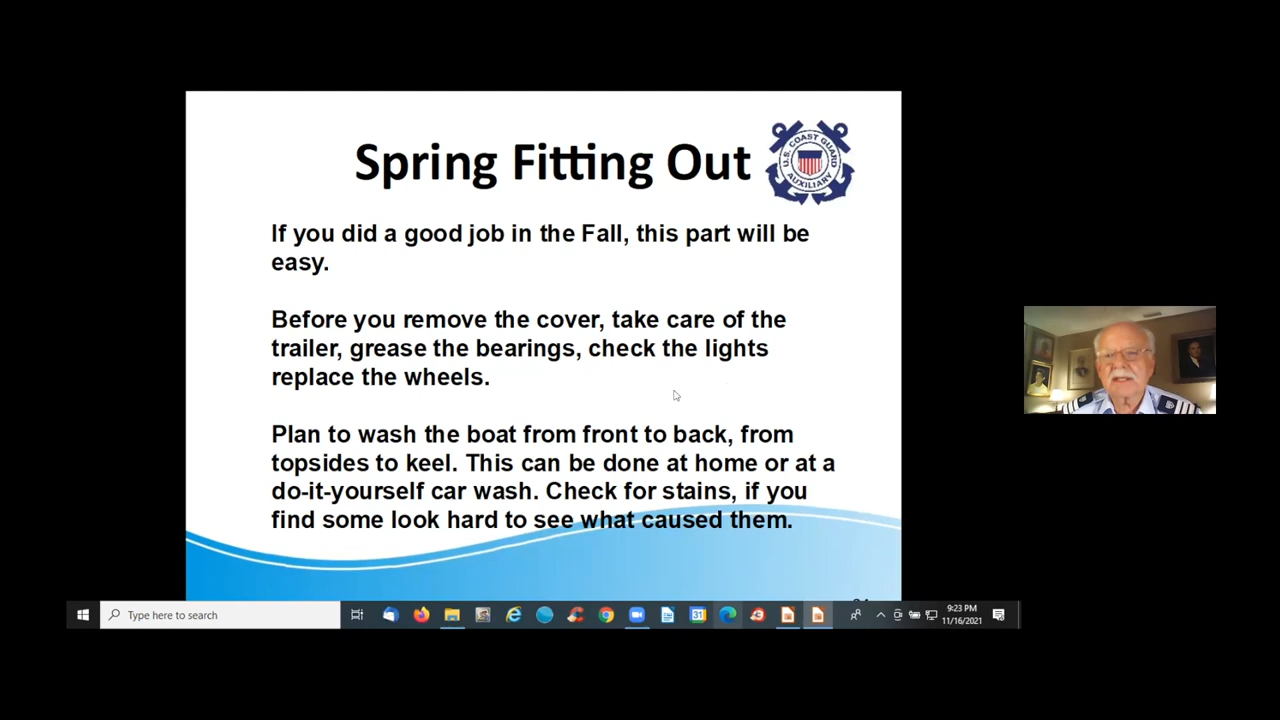 Spring Fitting Out
U.S. COAST GUARD
AUXILIARY
If you did a good job in the Fall, this part will be
easy.
Before you remove the cover, take care of the
trailer, grease the bearings, check the lights
replace the wheels.
Plan to wash the boat from front to back, from
topsides to keel. This can be done at home or at a
do-it-yourself car wash. Check for stains, if you
find some look hard to see what caused them.
Type here to search
31
9:23 PM
11/16/2021